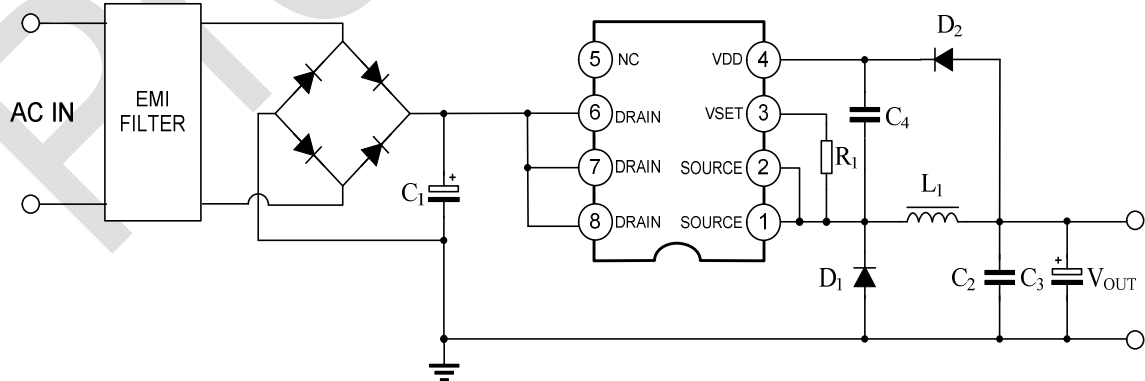 AC IN
EMI
FILTER
C1
+
5
NC
6
DRAIN
7
DRAIN
8
DRAIN
VDD
4
VSET
3
SOURCE
2
SOURCE
1
R1
C4
D2
L1
D1
C2
C3
+
VOUT